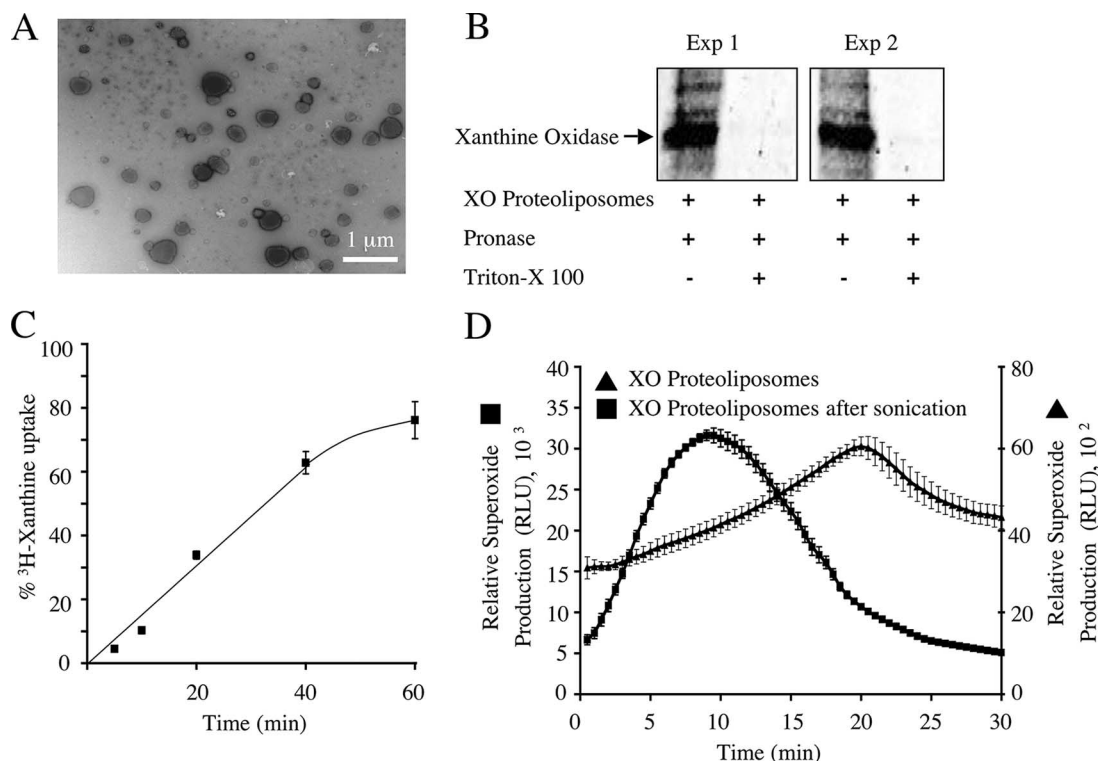 A
1 µm
B
Exp 1 Exp 2
Xanthine Oxidase
XO Proteoliposomes + + + +
Pronase + + + +
Triton-X 100 - + - +
C
100
80
60
40
20
0
% ³H-Xanthine uptake
20 40 60
Time (min)
D
XO Proteoliposomes
XO Proteoliposomes after sonication
Relative Superoxide
Production (RLU), 10³
40
35
30
25
20
15
10
5
0
80
60
40
20
0
Relative Superoxide
Production (RLU), 10²
0 5 10 15 20 25 30
Time (min)